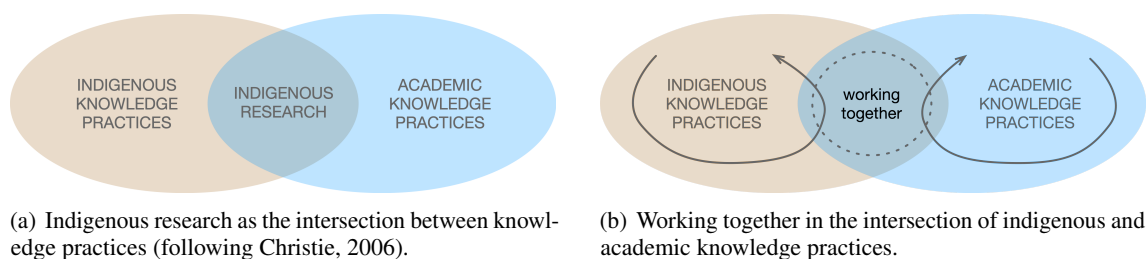 INDIGENOUS
KNOWLEDGE
PRACTICES
INDIGENOUS
RESEARCH
ACADEMIC
KNOWLEDGE
PRACTICES
(a) Indigenous research as the intersection between knowl-
edge practices (following Christie, 2006).
INDIGENOUS
KNOWLEDGE
PRACTICES
working
together
ACADEMIC
KNOWLEDGE
PRACTICES
(b) Working together in the intersection of indigenous and
academic knowledge practices.